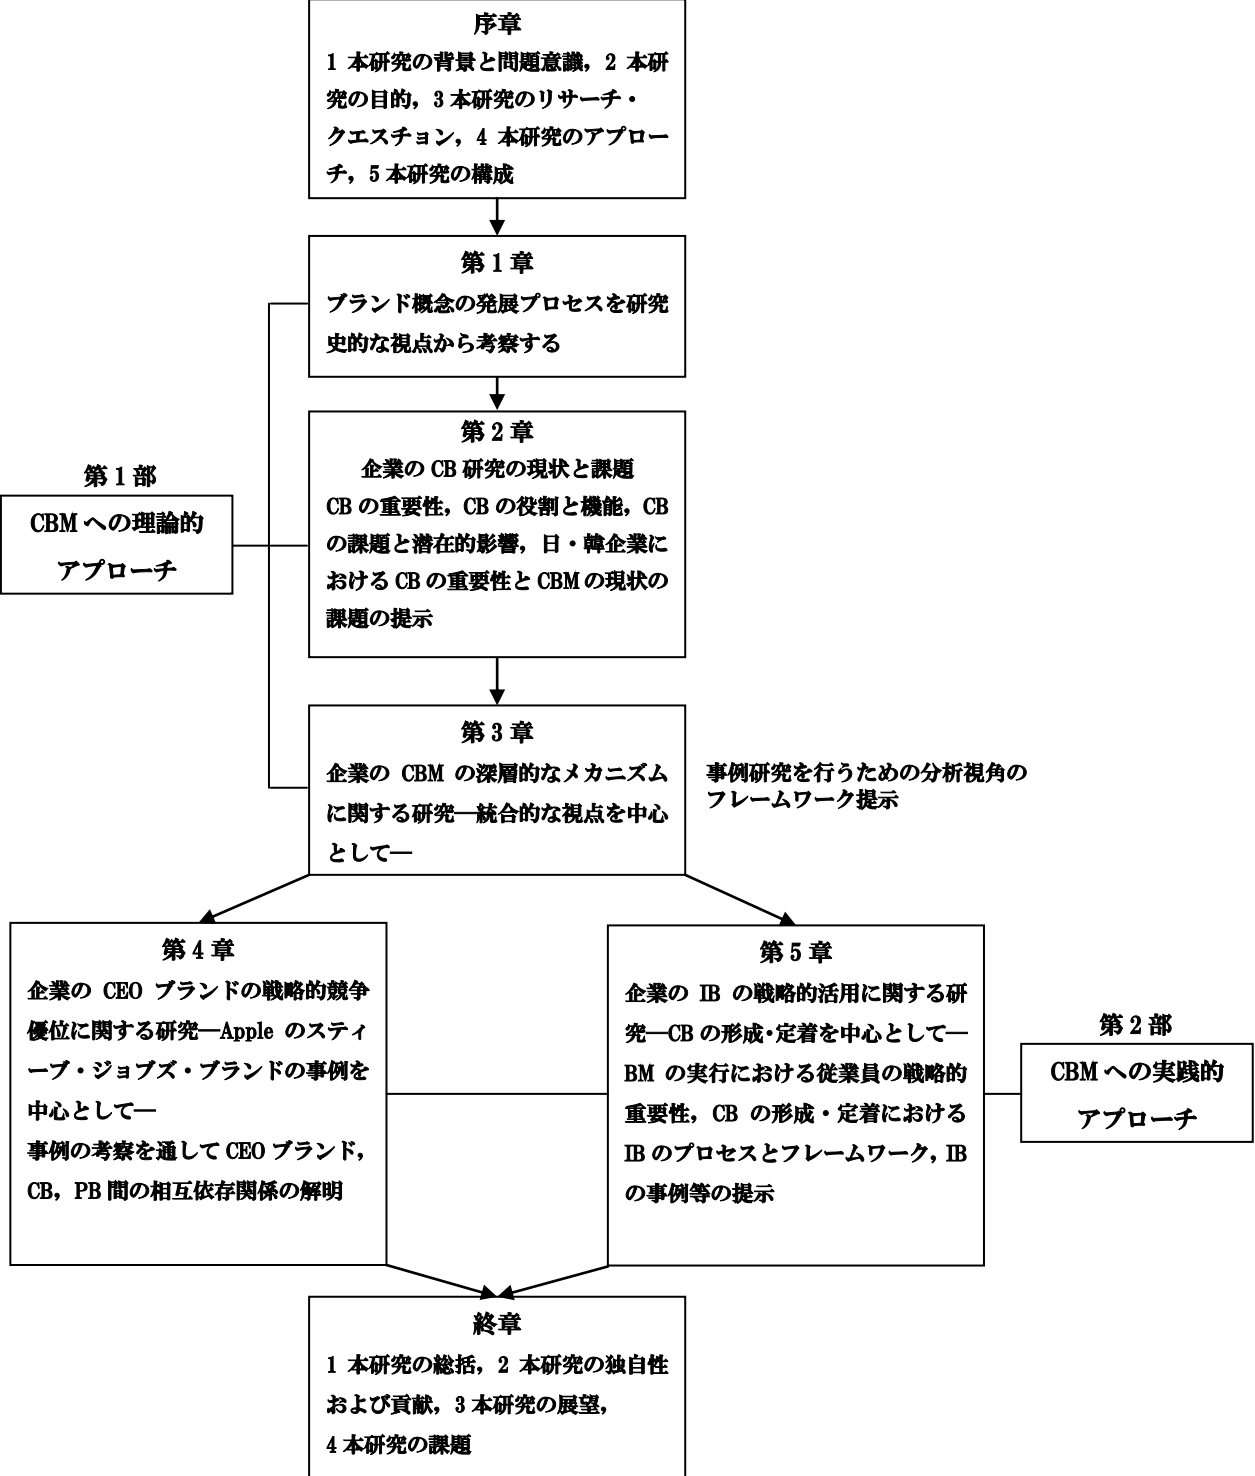 序章
1 本研究の背景と問題意識，2 本研
究の目的，3 本研究のリサーチ・
クエスチョン，4 本研究のアプロー
チ，5 本研究の構成
第 1 章
ブランド概念の発展プロセスを研究
史的な視点から考察する
第 2 章
企業の CB 研究の現状と課題
CB の重要性，CB の役割と機能，CB
の課題と潜在的影響，日・韓企業に
おける CB の重要性と CBM の現状の
課題の提示
第 1 部
CBM への理論的
アプローチ
第 3 章
企業の CBM の深層的なメカニズム
に関する研究―統合的な視点を中心
として―
事例研究を行うための分析視角の
フレームワーク提示
第 4 章
企業の CEO ブランドの戦略的競争
優位に関する研究―Apple のスティ
ーブ・ジョブズ・ブランドの事例を
中心として―
事例の考察を通して CEO ブランド，
CB，PB 間の相互依存関係の解明
第 5 章
企業の IB の戦略的活用に関する研
究―CB の形成・定着を中心として―
BM の実行における従業員の戦略的
重要性，CB の形成・定着における
IB のプロセスとフレームワーク，IB
の事例等の提示
第 2 部
CBM への実践的
アプローチ
終章
1 本研究の総括，2 本研究の独自性
および貢献，3 本研究の展望，
4 本研究の課題